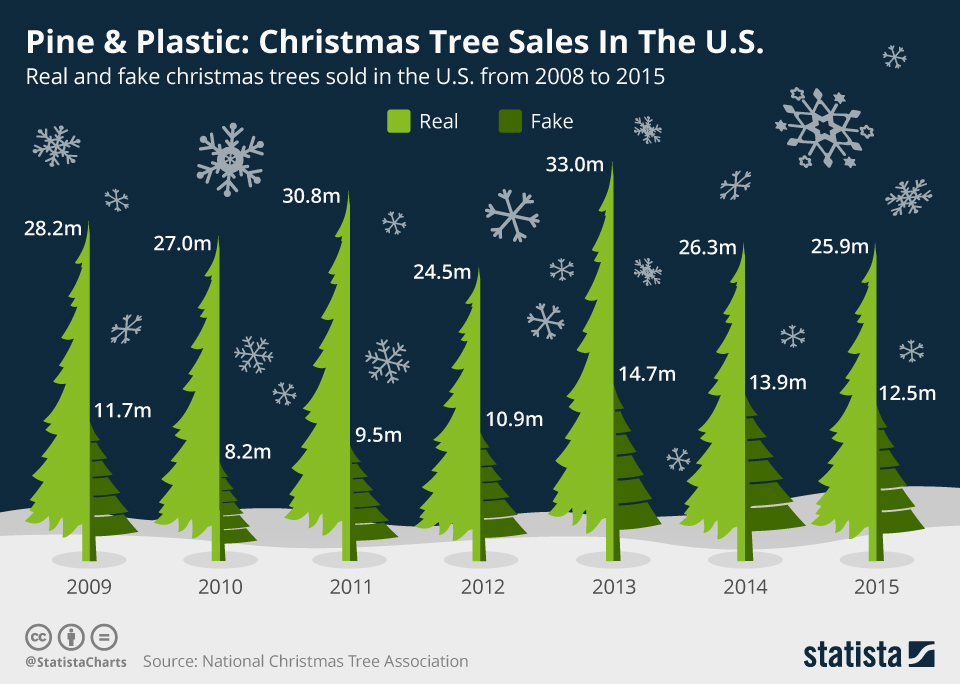 Pine & Plastic: Christmas Tree Sales In The U.S.
Real and fake christmas trees sold in the U.S. from 2008 to 2015
Real Fake
28.2m 27.0m 30.8m 24.5m 33.0m 26.3m 25.9m
11.7m 8.2m 9.5m 10.9m 14.7m 13.9m 12.5m
2009 2010 2011 2012 2013 2014 2015
cc
@StatistaCharts Source: National Christmas Tree Association
statista